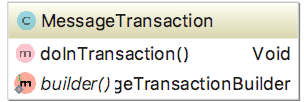 C MessageTransaction
m doInTransaction() Void
m builder() geTransactionBuilder